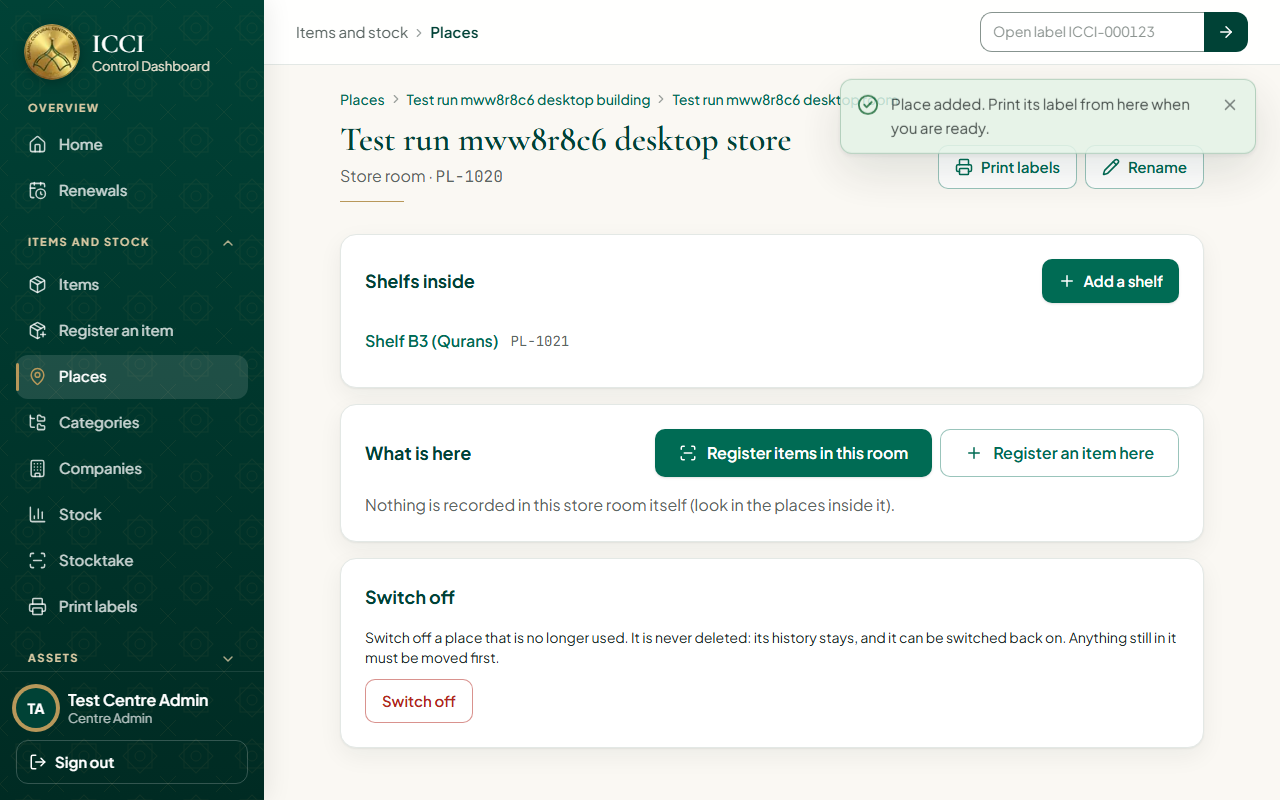 ICCI
Control Dashboard
OVERVIEW
Home
Renewals
ITEMS AND STOCK
Items
Register an item
Places
Categories
Companies
Stock
Stocktake
Print labels
ASSETS
TA
Test Centre Admin
Centre Admin
Sign out
Items and stock > Places
Open label ICCI-000123
Places > Test run mww8r8c6 desktop building > Test run mww8r8c6
Place added. Print its label from here when
you are ready.
Test run mww8r8c6 desktop store
Store room · PL-1020
Print labels
Rename
Shelfs inside
Add a shelf
Shelf B3 (Qurans) PL-1021
What is here
Register items in this room
Register an item here
Nothing is recorded in this store room itself (look in the places inside it).
Switch off
Switch off a place that is no longer used. It is never deleted: its history stays, and it can be switched back on. Anything still in it
must be moved first.
Switch off